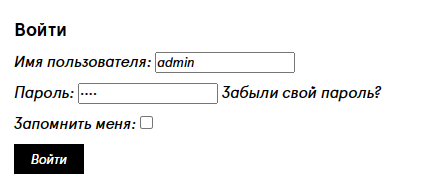 Войти
Имя пользователя: admin
Пароль: •••• Забыли свой пароль?
Запомнить меня:
Войти